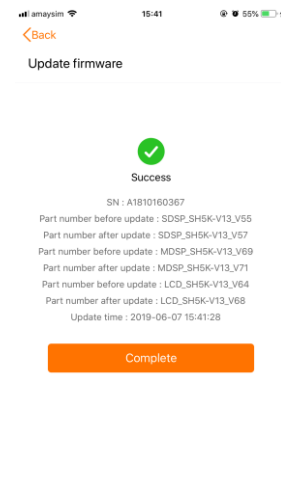 amaysim 15:41 55%
Back
Update firmware
Success
SN : A1810160367
Part number before update : SDSP_SH5K-V13_V55
Part number after update : SDSP_SH5K-V13_V57
Part number before update : MDSP_SH5K-V13_V69
Part number after update : MDSP_SH5K-V13_V71
Part number before update : LCD_SH5K-V13_V64
Part number after update : LCD_SH5K-V13_V68
Update time : 2019-06-07 15:41:28
Complete